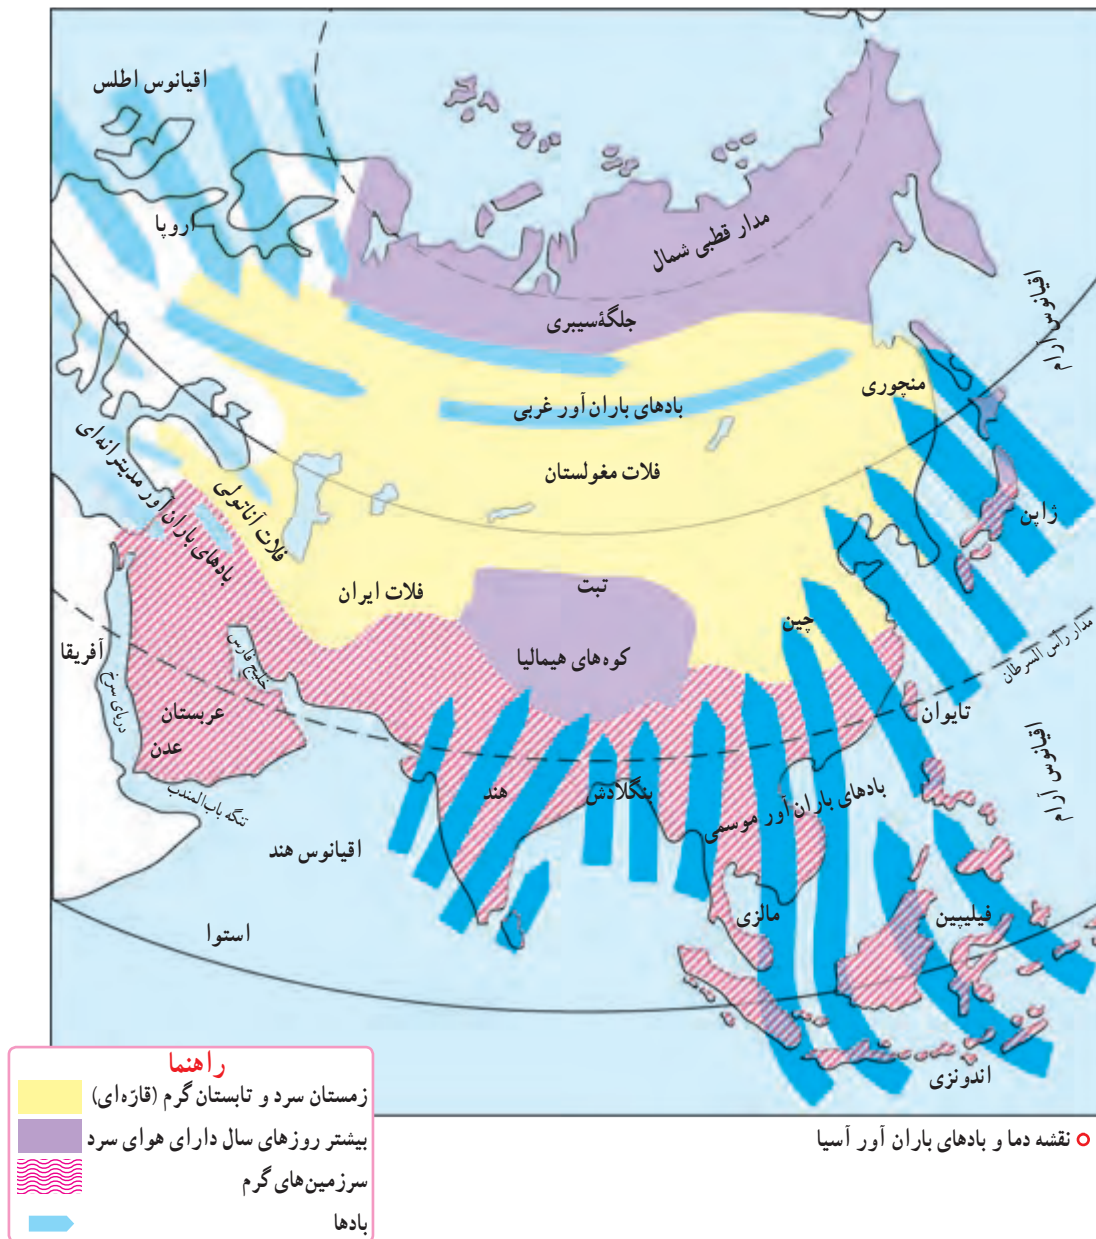 اقیانوس اطلس
اروپا
مدار قطبی شمال
جلگهٔ سیبری
اقیانوس آرام
منچوری
بادهای باران آور غربی
فلات مغولستان
بادهای باران آور مدیترانه‌ای
فلات آناتولی
ژاپن
فلات ایران
تبت
چین
کوه‌های هیمالیا
مدار رأس السرطان
آفریقا
خلیج فارس
دریای سرخ
عربستان
عدن
تنگه باب‌المندب
تایوان
اقیانوس آرام
هند
بنگلادش
بادهای باران آور موسمی
اقیانوس هند
استوا
مالزی
فیلیپین
اندونزی
راهنما
زمستان سرد و تابستان گرم (قارّه‌ای)
بیشتر روزهای سال دارای هوای سرد
سرزمین‌های گرم
بادها
نقشه دما و بادهای باران آور آسیا